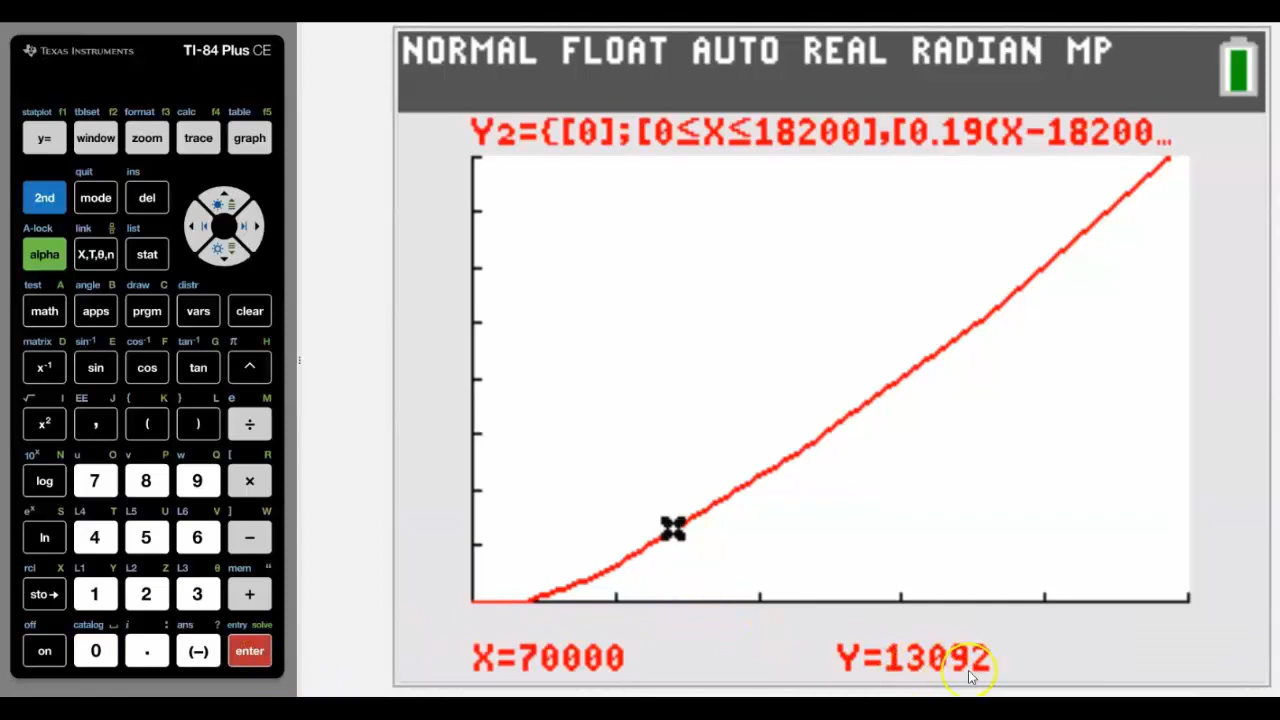 TEXAS INSTRUMENTS TI-84 Plus CE
statplot f1 tblset f2 format f3 calc f4 table f5
y= window zoom trace graph
quit ins
2nd mode del
A-lock link list
alpha X,T,θ,n stat
test A angle B draw C distr
math apps prgm vars clear
matrix D sin⁻¹ E cos⁻¹ F tan⁻¹ G π H
x⁻¹ sin cos tan ^
√ I EE J { K } L e M
x² , ( ) ÷
10ˣ N u O v P w Q [ R
log 7 8 9 ×
eˣ S L4 T L5 U L6 V ] W
ln 4 5 6 −
rcl X L1 Y L2 Z L3 θ mem "
sto→ 1 2 3 +
off catalog ⎵ i : ans ? entry solve
on 0 . (−) enter
NORMAL FLOAT AUTO REAL RADIAN MP
Y2={[0];[0≤X≤18200],[0.19(X-18200…
X=70000 Y=13092